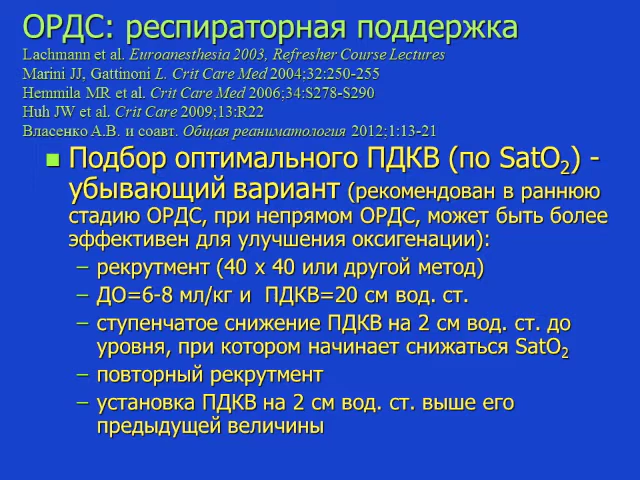 ОРДС: респираторная поддержка
Lachmann et al. Euroanesthesia 2003, Refresher Course Lectures
Marini JJ, Gattinoni L. Crit Care Med 2004;32:250-255
Hemmila MR et al. Crit Care Med 2006;34:S278-S290
Huh JW et al. Crit Care 2009;13:R22
Власенко А.В. и соавт. Общая реаниматология 2012;1:13-21
■ Подбор оптимального ПДКВ (по SatO₂) -
убывающий вариант (рекомендован в раннюю
стадию ОРДС, при непрямом ОРДС, может быть более
эффективен для улучшения оксигенации):
– рекрутмент (40 х 40 или другой метод)
– ДО=6-8 мл/кг и ПДКВ=20 см вод. ст.
– ступенчатое снижение ПДКВ на 2 см вод. ст. до
уровня, при котором начинает снижаться SatO₂
– повторный рекрутмент
– установка ПДКВ на 2 см вод. ст. выше его
предыдущей величины